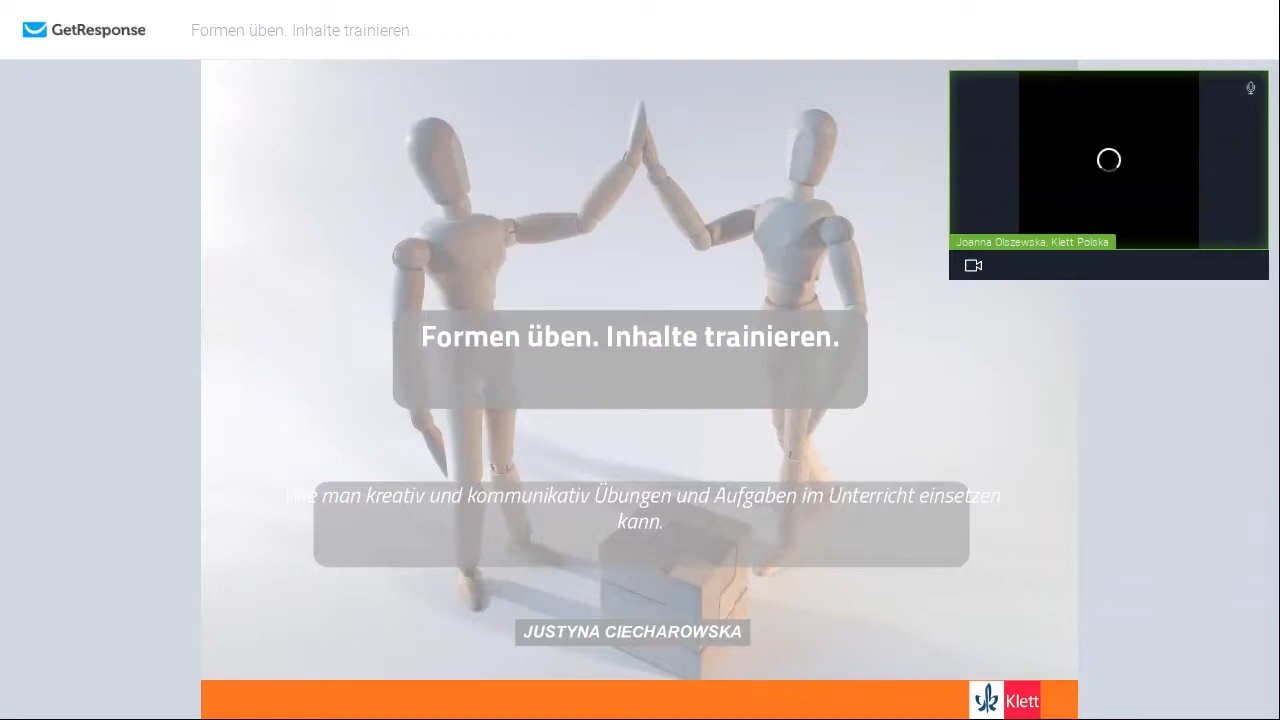 GetResponse
Formen üben. Inhalte trainieren.
Joanna Olszewska, Klett Polska
Formen üben. Inhalte trainieren.
Wie man kreativ und kommunikativ Übungen und Aufgaben im Unterricht einsetzen
kann.
JUSTYNA CIECHAROWSKA
Klett